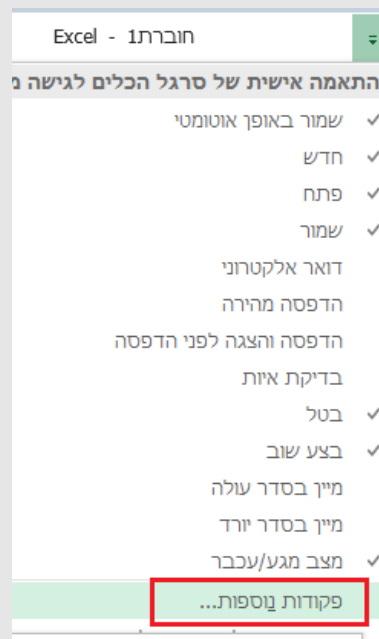 חוברת1 - Excel
התאמה אישית של סרגל הכלים לגישה
שמור באופן אוטומטי
חדש
פתח
שמור
דואר אלקטרוני
הדפסה מהירה
הדפסה והצגה לפני הדפסה
בדיקת איות
בטל
בצע שוב
מיין בסדר עולה
מיין בסדר יורד
מצב מגע/עכבר
פקודות נוספות...